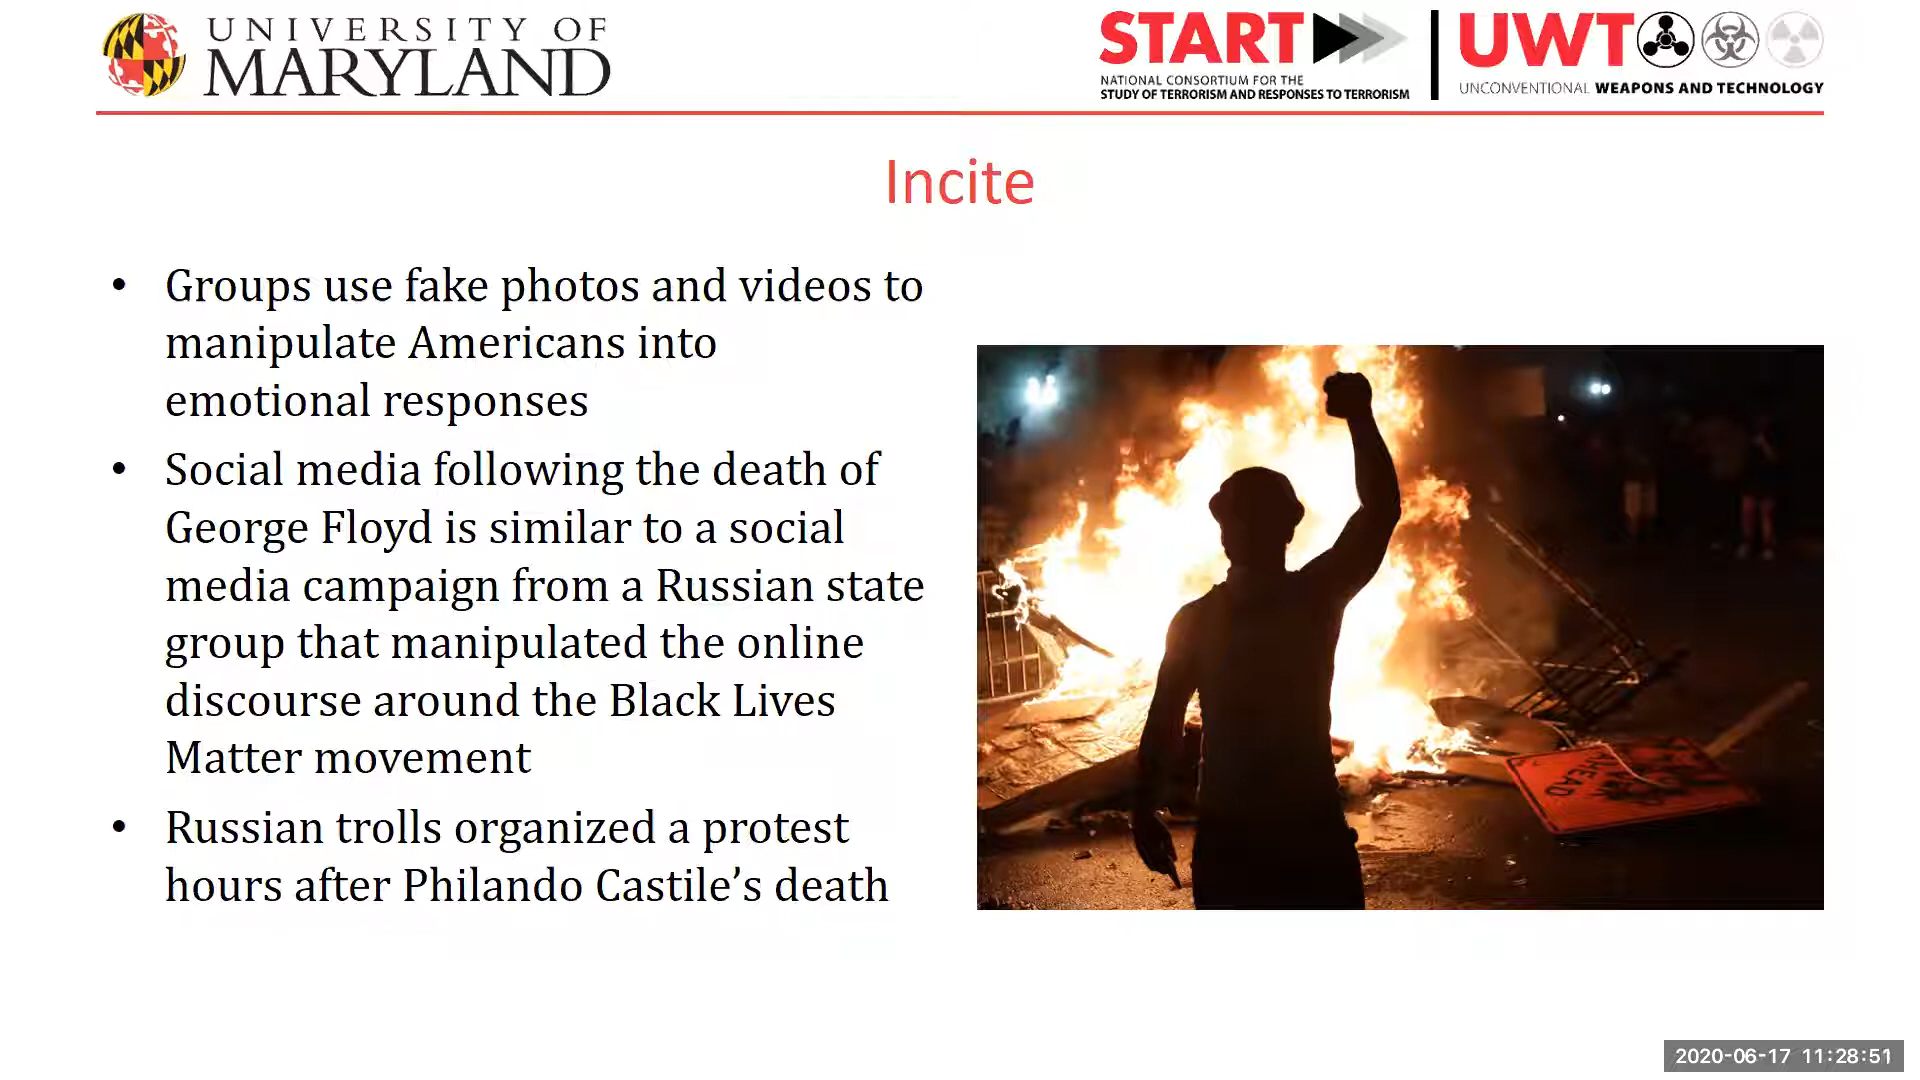 UNIVERSITY OF
MARYLAND
START
NATIONAL CONSORTIUM FOR THE
STUDY OF TERRORISM AND RESPONSES TO TERRORISM
UWT
UNCONVENTIONAL WEAPONS AND TECHNOLOGY
Incite
• Groups use fake photos and videos to
manipulate Americans into
emotional responses
• Social media following the death of
George Floyd is similar to a social
media campaign from a Russian state
group that manipulated the online
discourse around the Black Lives
Matter movement
• Russian trolls organized a protest
hours after Philando Castile’s death
AHEAD
2020-06-17 11:28:51